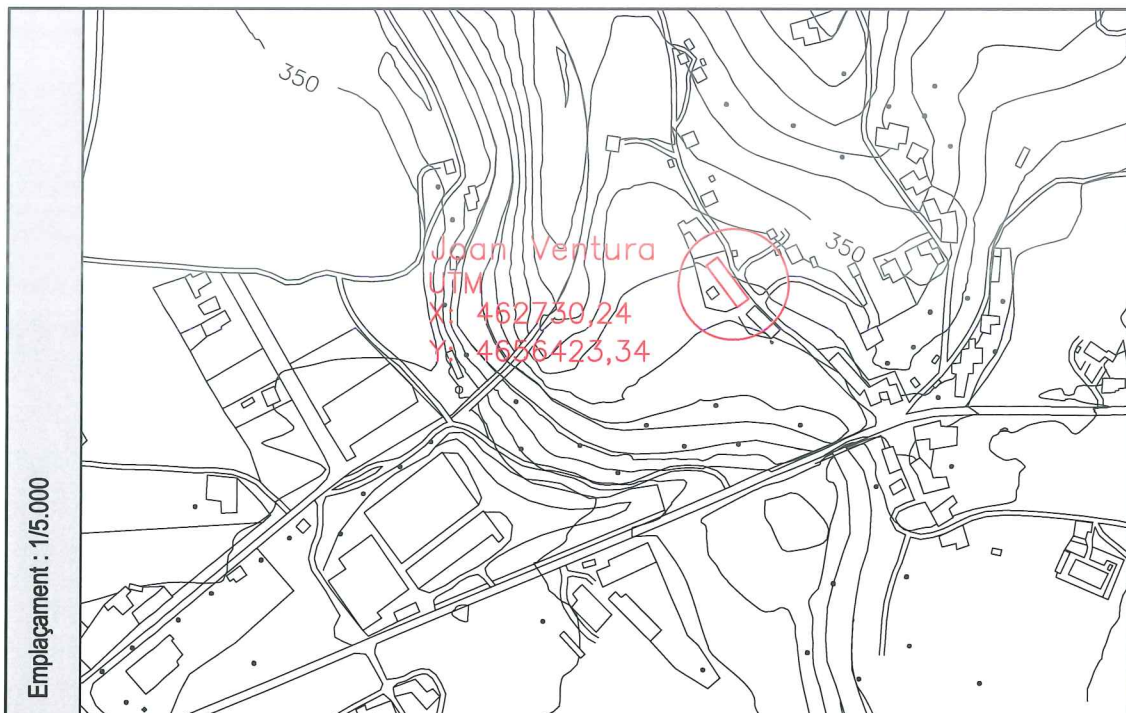 Emplaçament : 1/5.000
350
Joan Ventura
UTM
X: 462730,24
Y: 4656423,34
350